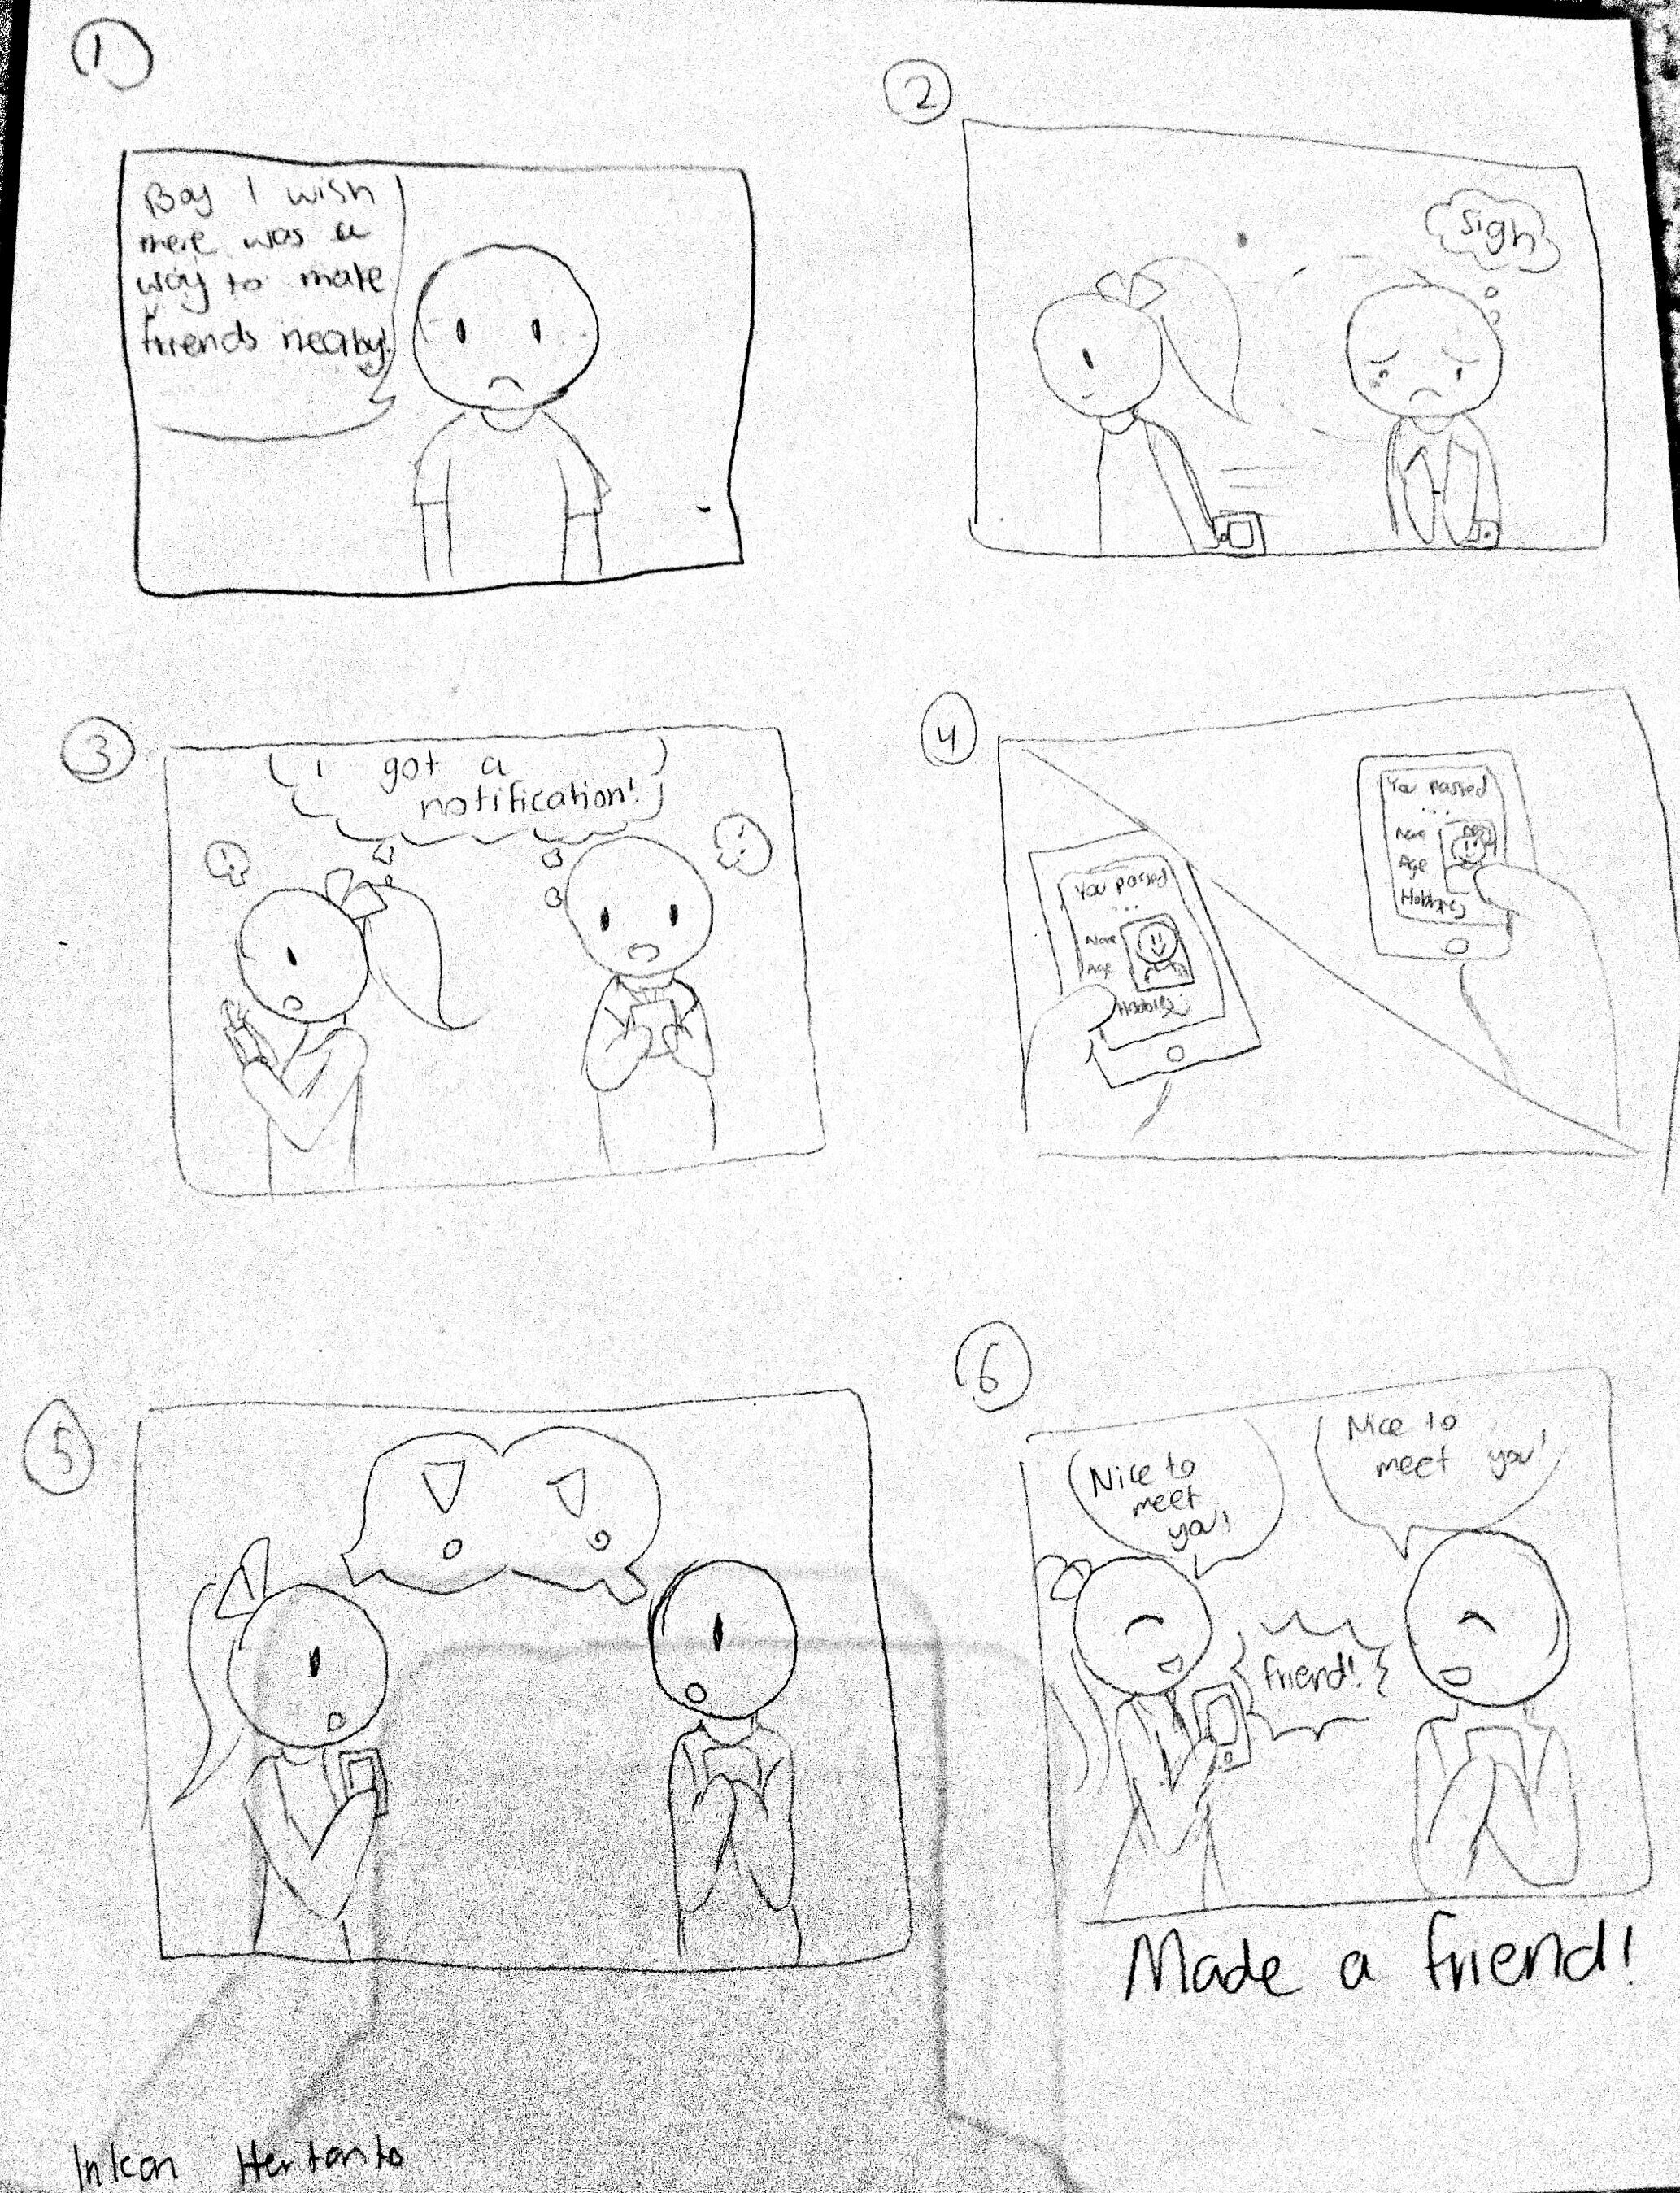 1
Boy I wish
there was a
way to make
friends neaby!
2
sigh
3
I got a
notification!
!
!
4
You passed
...
Name
Age
Hobbies
You passed
...
Name
Age
Hobbies
5
!
!
6
Nice to
meet
you!
Nice to
meet you!
friend!
Made a friend!
Inkan Hertanto